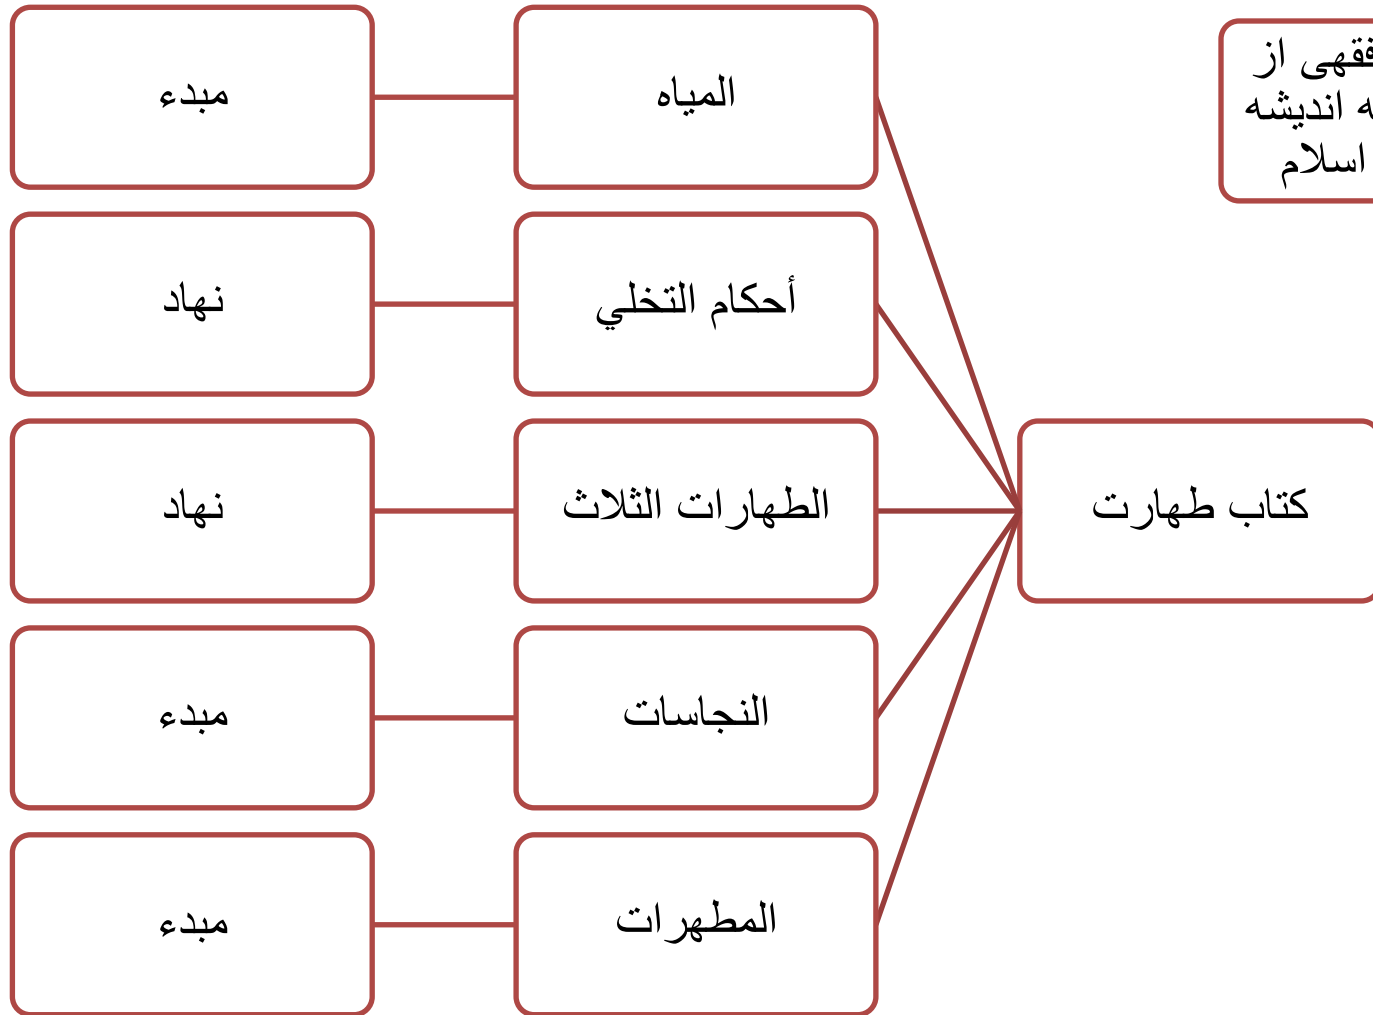 فقهی از
اندیشه
اسلام
کتاب طهارت
المياه
مبدء
أحكام التخلي
نهاد
الطهارات الثلاث
نهاد
النجاسات
مبدء
المطهرات
مبدء